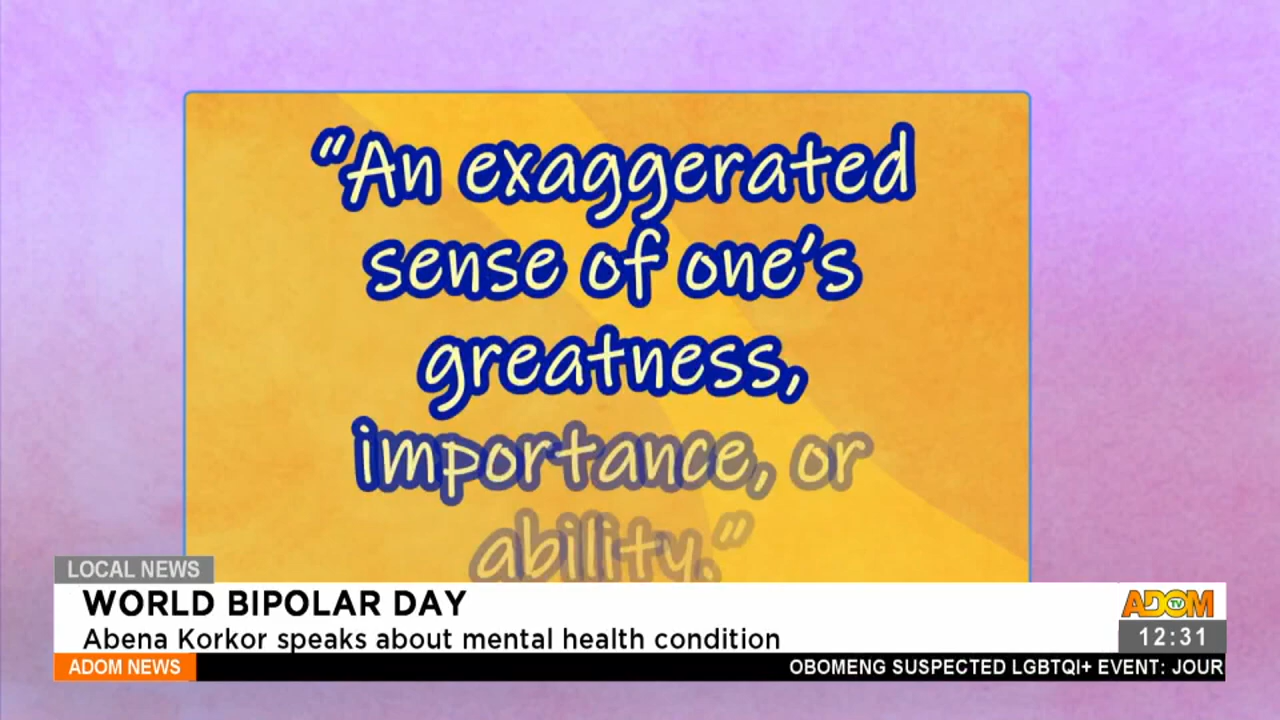 “An exaggerated
sense of one’s
greatness,
importance, or
ability.”
LOCAL NEWS
WORLD BIPOLAR DAY
Abena Korkor speaks about mental health condition
ADOM TV
12:31
ADOM NEWS
OBOMENG SUSPECTED LGBTQI+ EVENT: JOUR